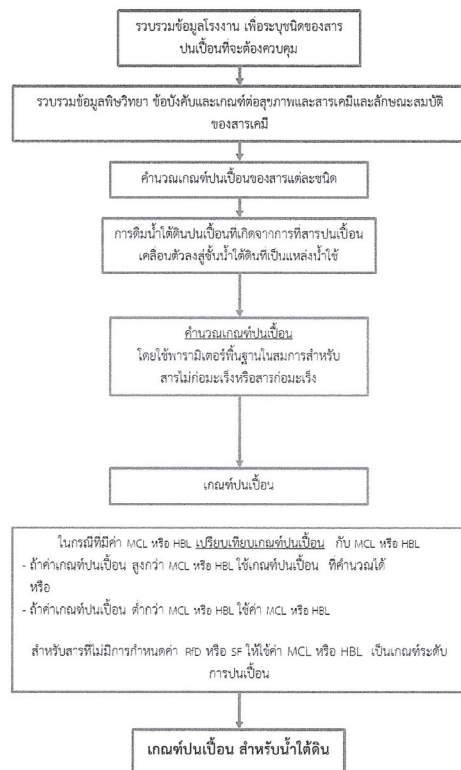 รวบรวมข้อมูลโรงงาน เพื่อระบุชนิดของสาร
ปนเปื้อนที่จะต้องควบคุม
รวบรวมข้อมูลพิษวิทยา ข้อบังคับและเกณฑ์ต่อสุขภาพและสารเคมีและลักษณะสมบัติ
ของสารเคมี
คำนวณเกณฑ์ปนเปื้อนของสารแต่ละชนิด
การดื่มน้ำใต้ดินปนเปื้อนที่เกิดจากการที่สารปนเปื้อน
เคลื่อนตัวลงสู่ชั้นน้ำใต้ดินที่เป็นแหล่งน้ำใช้
คำนวณเกณฑ์ปนเปื้อน
โดยใช้พารามิเตอร์พื้นฐานในสมการสำหรับ
สารไม่ก่อมะเร็งหรือสารก่อมะเร็ง
เกณฑ์ปนเปื้อน
ในกรณีที่มีค่า MCL หรือ HBL เปรียบเทียบเกณฑ์ปนเปื้อน กับ MCL หรือ HBL
- ถ้าค่าเกณฑ์ปนเปื้อน สูงกว่า MCL หรือ HBL ใช้เกณฑ์ปนเปื้อน ที่คำนวณได้
หรือ
- ถ้าค่าเกณฑ์ปนเปื้อน ต่ำกว่า MCL หรือ HBL ใช้ค่า MCL หรือ HBL
สำหรับสารที่ไม่มีการกำหนดค่า RfD หรือ SF ให้ใช้ค่า MCL หรือ HBL เป็นเกณฑ์ระดับ
การปนเปื้อน
เกณฑ์ปนเปื้อน สำหรับน้ำใต้ดิน